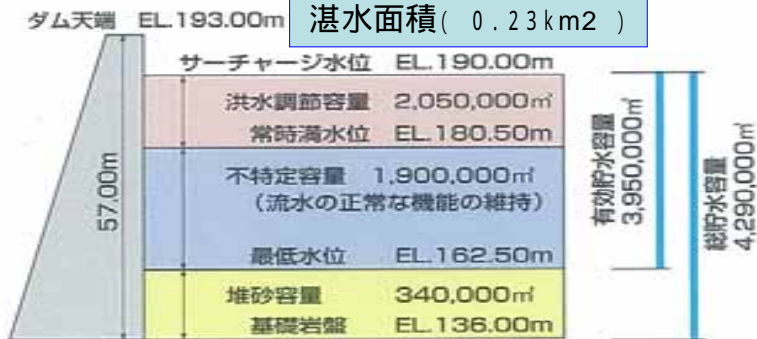 湛水面積( 0.23km2 )
ダム天端 EL.193.00m
サーチャージ水位 EL.190.00m
洪水調節容量 2,050,000㎥
常時満水位 EL.180.50m
不特定容量 1,900,000㎥
(流水の正常な機能の維持)
最低水位 EL.162.50m
堆砂容量 340,000㎥
基礎岩盤 EL.136.00m
57.00m
有効貯水容量
3,950,000㎥
総貯水容量
4,290,000㎥